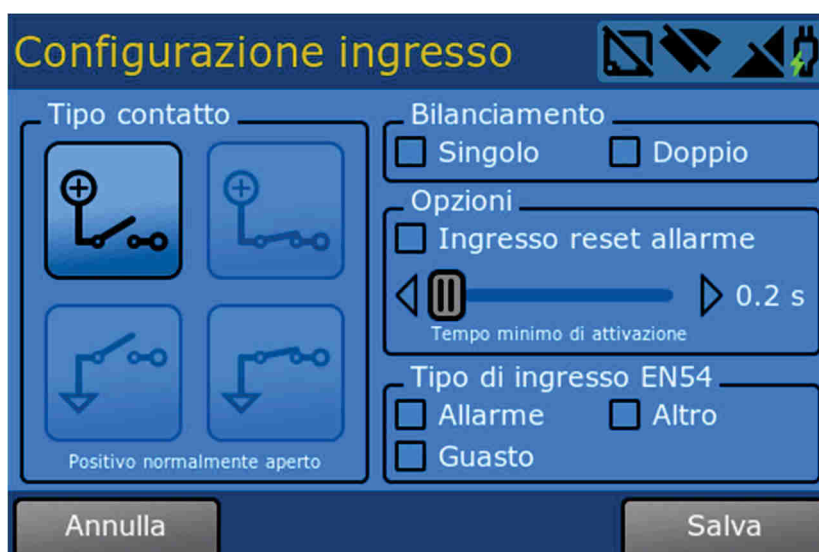 Configurazione ingresso
Tipo contatto
Positivo normalmente aperto
Bilanciamento
Singolo Doppio
Opzioni
Ingresso reset allarme
0.2 s
Tempo minimo di attivazione
Tipo di ingresso EN54
Allarme Altro
Guasto
Annulla Salva